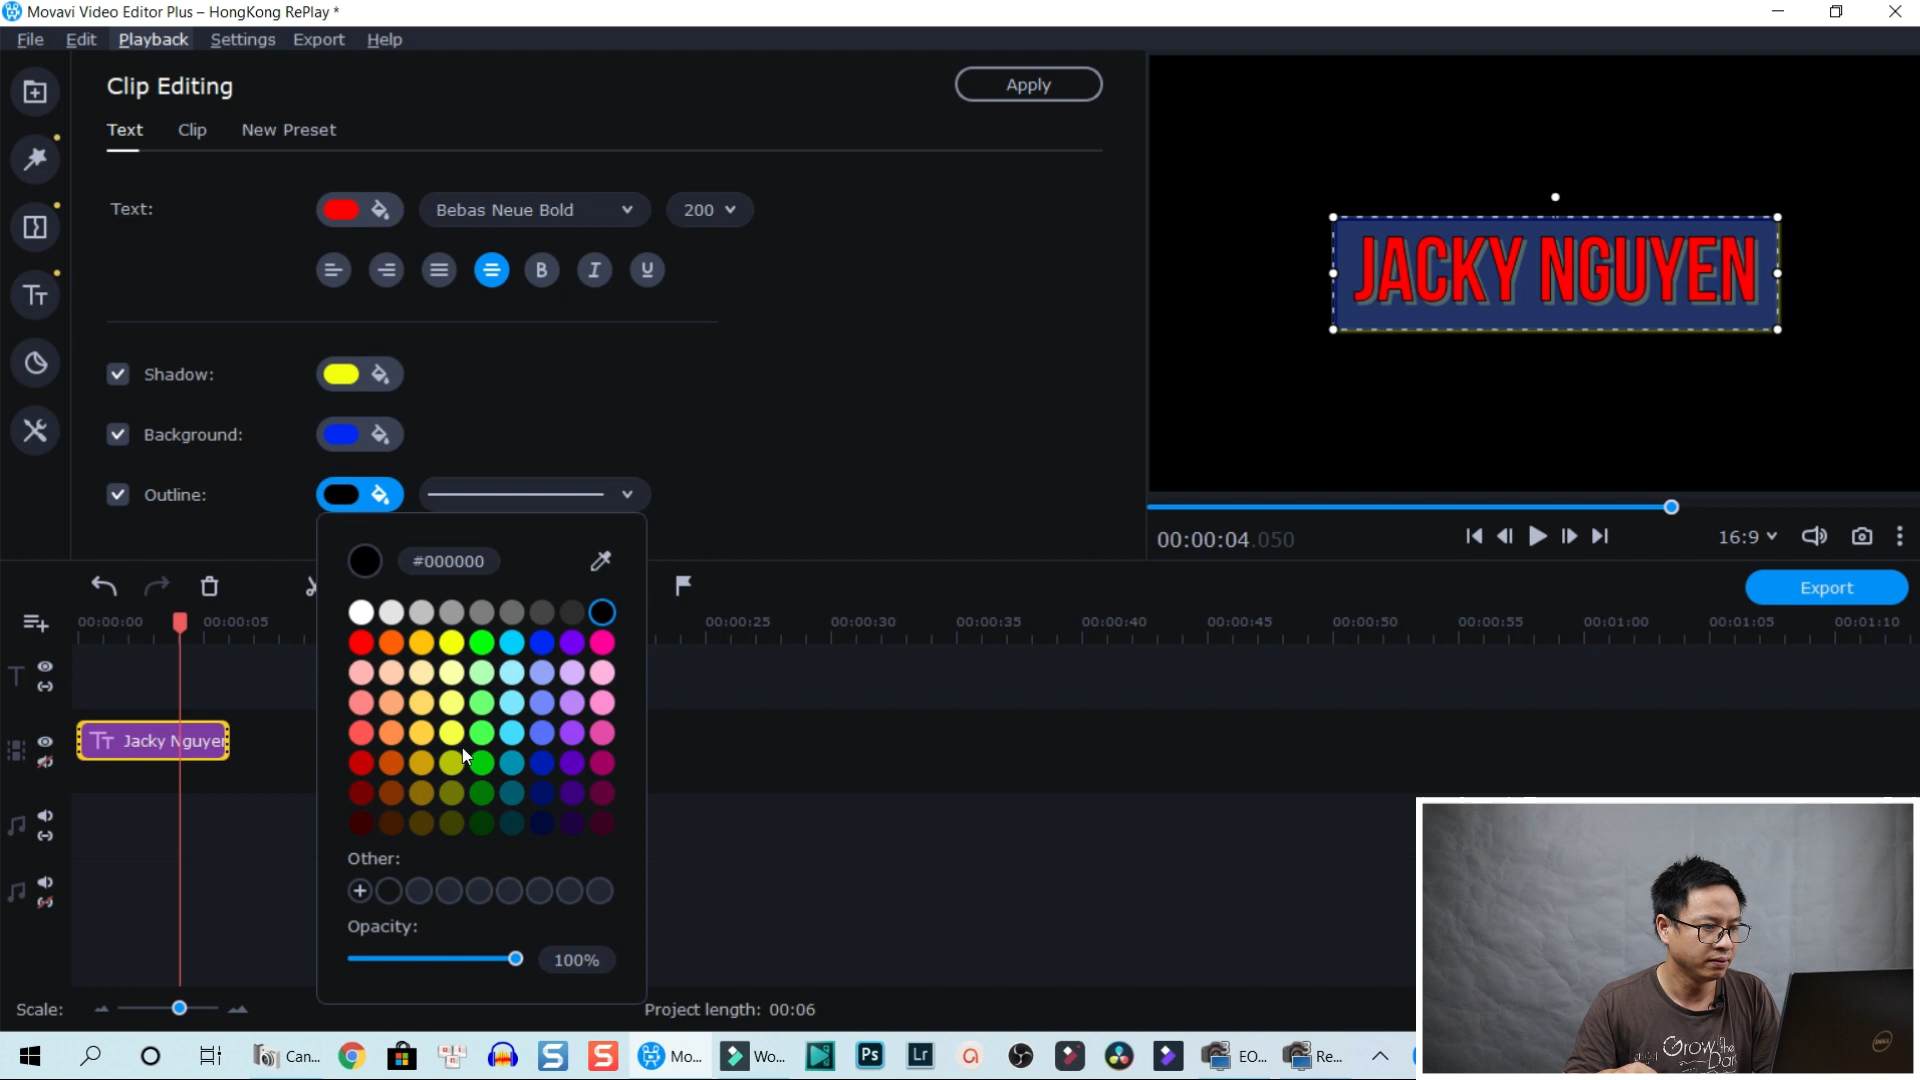 Movavi Video Editor Plus – HongKong RePlay *
File Edit Playback Settings Export Help
Clip Editing
Apply
Text Clip New Preset
Text:
Bebas Neue Bold
200
B I U
JACKY NGUYEN
Shadow:
Background:
Outline:
00:00:04.050
16:9
#000000
Export
00:00:00 00:00:05 00:00:25 00:00:30 00:00:35 00:00:40 00:00:45 00:00:50 00:00:55 00:01:00 00:01:05 00:01:10
Jacky Nguyen
Other:
Opacity:
100%
Scale:
Project length: 00:06
Can...
S
S
Mo...
Wo...
Ps
Lr
a
EO...
Re...
Grow the
Dar
DELL